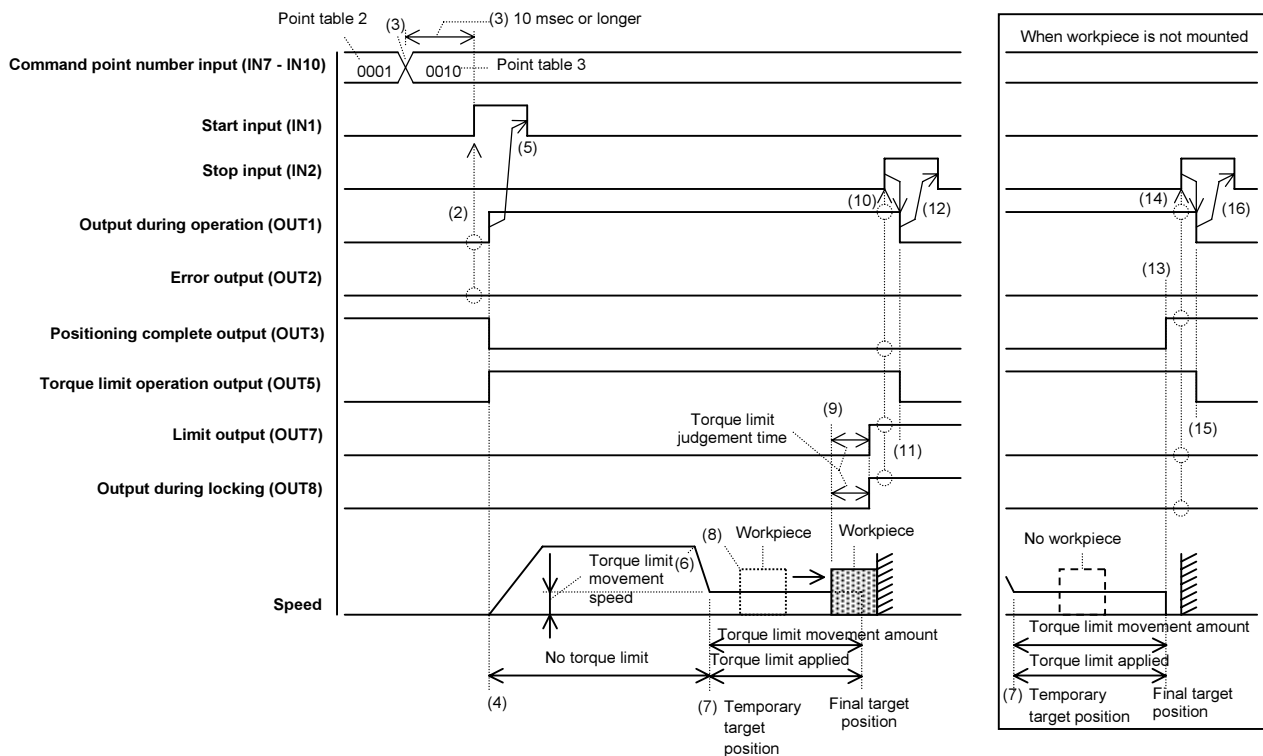 Point table 2
(3)
(3) 10 msec or longer
When workpiece is not mounted
Command point number input (IN7 - IN10)
0001
0010
Point table 3
Start input (IN1)
(5)
Stop input (IN2)
(2)
(10)
(12)
(14)
(16)
Output during operation (OUT1)
Error output (OUT2)
(13)
Positioning complete output (OUT3)
Torque limit operation output (OUT5)
(9)
Limit output (OUT7)
Torque limit
judgement time
(11)
(15)
Output during locking (OUT8)
(8)
Workpiece
Workpiece
No workpiece
Torque limit
movement
speed
(6)
Speed
Torque limit movement amount
Torque limit movement amount
No torque limit
Torque limit applied
Torque limit applied
(4)
(7)
Temporary
target
position
Final target
position
(7)
Temporary
target position
Final target
position